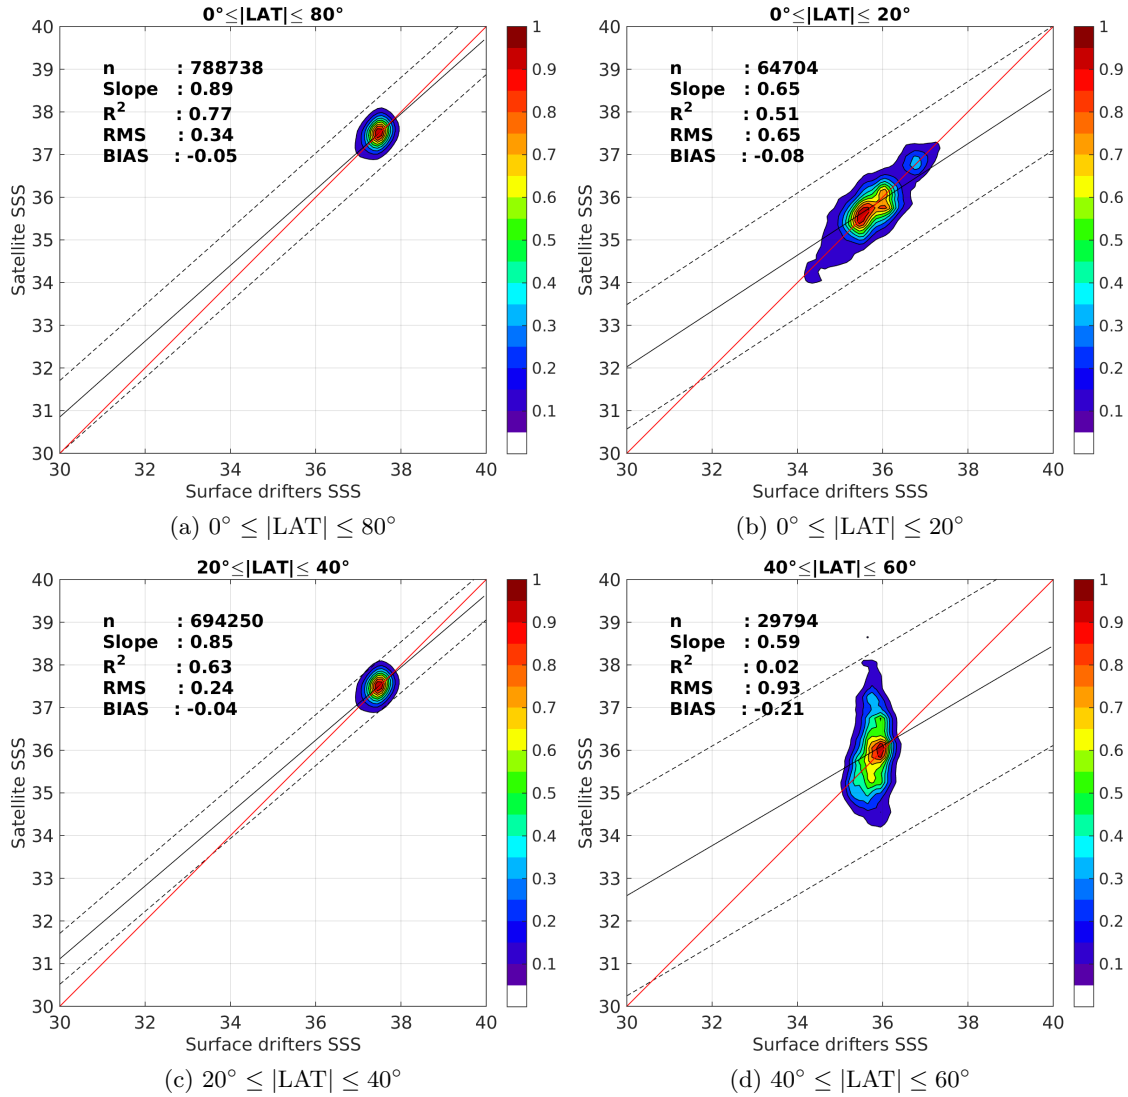 0°≤|LAT|≤ 80°
n : 788738
Slope : 0.89
R² : 0.77
RMS : 0.34
BIAS : -0.05
40
39
38
37
36
35
34
33
32
31
30
Satellite SSS
30 32 34 36 38 40
Surface drifters SSS
1
0.9
0.8
0.7
0.6
0.5
0.4
0.3
0.2
0.1
(a) 0° ≤ |LAT| ≤ 80°
0°≤|LAT|≤ 20°
n : 64704
Slope : 0.65
R² : 0.51
RMS : 0.65
BIAS : -0.08
40
39
38
37
36
35
34
33
32
31
30
Satellite SSS
30 32 34 36 38 40
Surface drifters SSS
1
0.9
0.8
0.7
0.6
0.5
0.4
0.3
0.2
0.1
(b) 0° ≤ |LAT| ≤ 20°
20°≤|LAT|≤ 40°
n : 694250
Slope : 0.85
R² : 0.63
RMS : 0.24
BIAS : -0.04
40
39
38
37
36
35
34
33
32
31
30
Satellite SSS
30 32 34 36 38 40
Surface drifters SSS
1
0.9
0.8
0.7
0.6
0.5
0.4
0.3
0.2
0.1
(c) 20° ≤ |LAT| ≤ 40°
40°≤|LAT|≤ 60°
n : 29794
Slope : 0.59
R² : 0.02
RMS : 0.93
BIAS : -0.21
40
39
38
37
36
35
34
33
32
31
30
Satellite SSS
30 32 34 36 38 40
Surface drifters SSS
1
0.9
0.8
0.7
0.6
0.5
0.4
0.3
0.2
0.1
(d) 40° ≤ |LAT| ≤ 60°